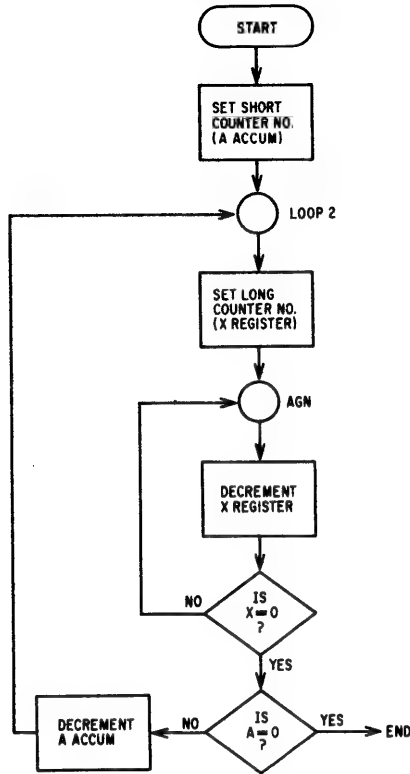 START
SET SHORT
COUNTER NO.
(A ACCUM)
LOOP 2
SET LONG
COUNTER NO.
(X REGISTER)
AGN
DECREMENT
X REGISTER
IS
X=0
?
NO
YES
IS
A=0
?
NO
YES
END
DECREMENT
A ACCUM